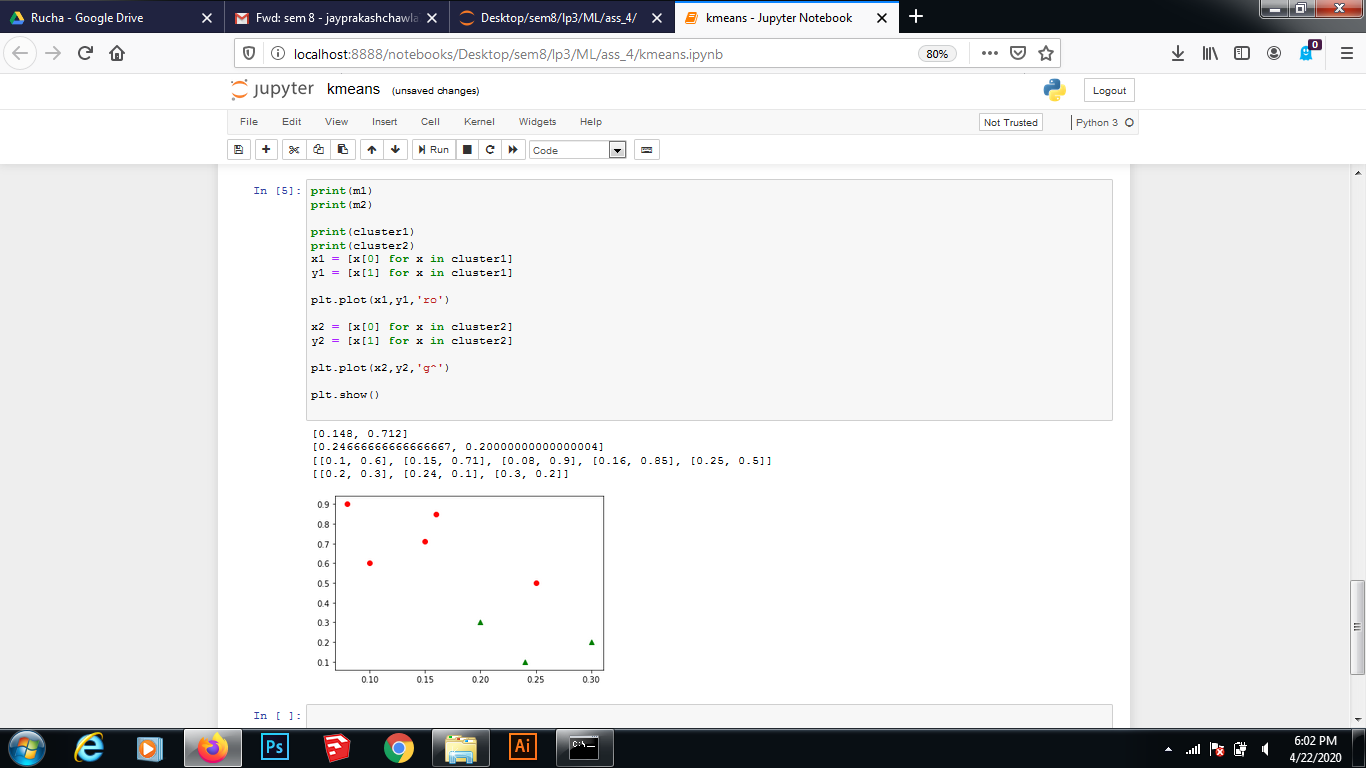 Rucha - Google Drive
Fwd: sem 8 - jayprakashchawla
Desktop/sem8/lp3/ML/ass_4/
kmeans - Jupyter Notebook
localhost:8888/notebooks/Desktop/sem8/lp3/ML/ass_4/kmeans.ipynb
80%
0
jupyter kmeans (unsaved changes)
Logout
File Edit View Insert Cell Kernel Widgets Help
Not Trusted
Python 3
Run
Code
In [5]:
print(m1)
print(m2)
print(cluster1)
print(cluster2)
x1 = [x[0] for x in cluster1]
y1 = [x[1] for x in cluster1]
plt.plot(x1,y1,'ro')
x2 = [x[0] for x in cluster2]
y2 = [x[1] for x in cluster2]
plt.plot(x2,y2,'g^')
plt.show()
[0.148, 0.712]
[0.24666666666666667, 0.20000000000000004]
[[0.1, 0.6], [0.15, 0.71], [0.08, 0.9], [0.16, 0.85], [0.25, 0.5]]
[[0.2, 0.3], [0.24, 0.1], [0.3, 0.2]]
0.9
0.8
0.7
0.6
0.5
0.4
0.3
0.2
0.1
0.10 0.15 0.20 0.25 0.30
In [ ]:
Ps
Ai
C:\_
6:02 PM
4/22/2020